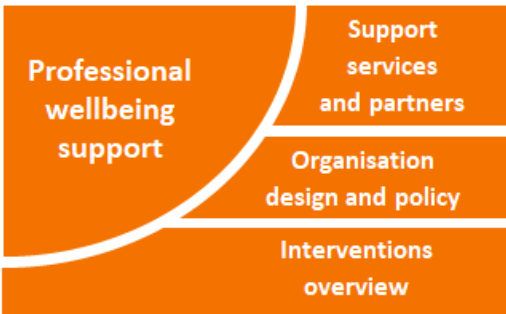 Professional
wellbeing
support
Support
services
and partners
Organisation
design and policy
Interventions
overview